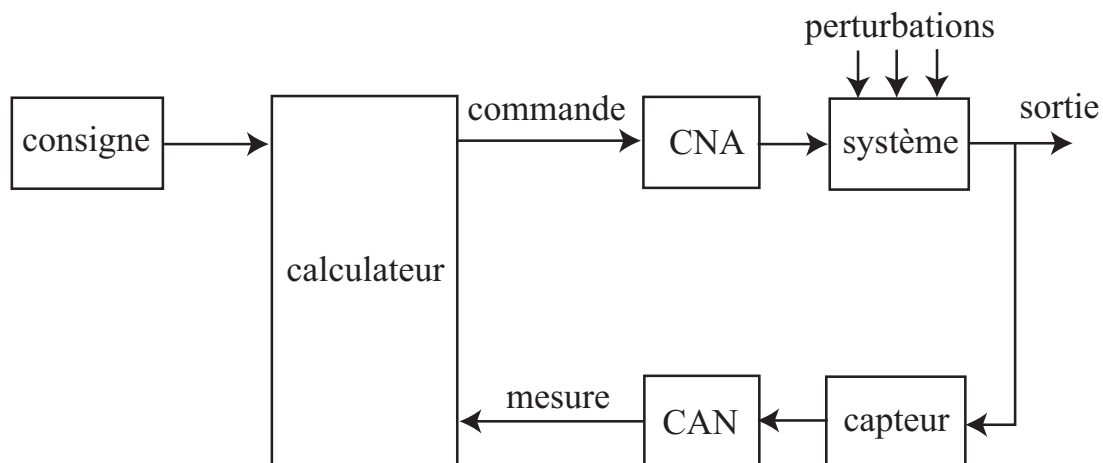 perturbations
consigne
commande
CNA
système
sortie
calculateur
mesure
CAN
capteur